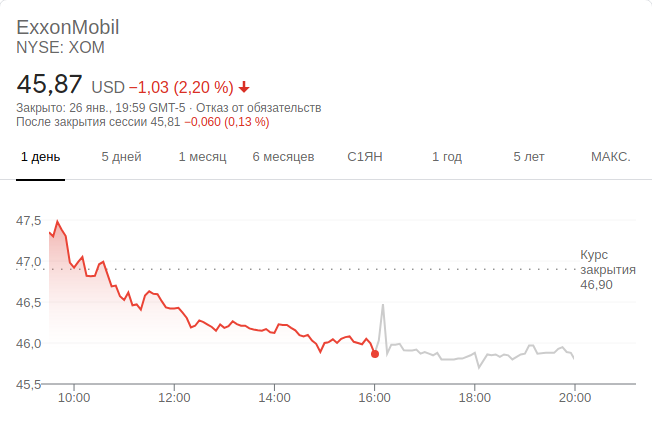 ExxonMobil
NYSE: XOM
45,87 USD −1,03 (2,20 %)
Закрыто: 26 янв., 19:59 GMT-5 · Отказ от обязательств
После закрытия сессии 45,81 −0,060 (0,13 %)
1 день 5 дней 1 месяц 6 месяцев С1ЯН 1 год 5 лет МАКС.
47,5
47,0
46,5
46,0
45,5
Курс
закрытия
46,90
10:00 12:00 14:00 16:00 18:00 20:00